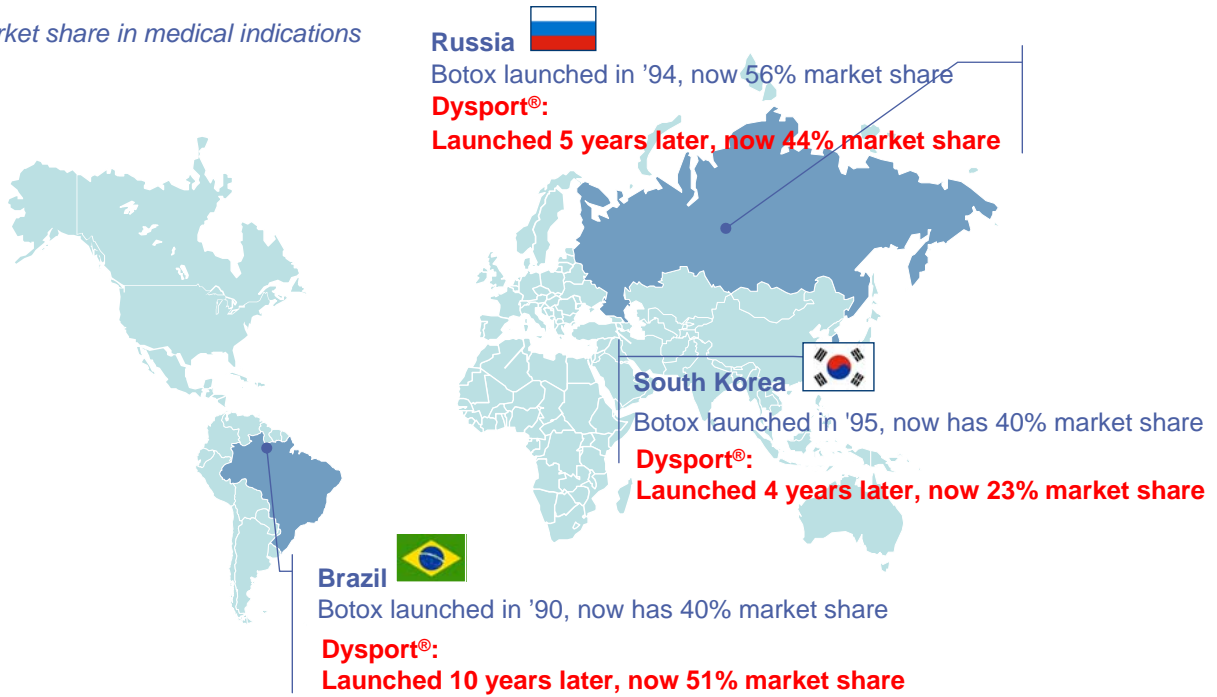 market share in medical indications
Russia
Botox launched in ’94, now 56% market share
Dysport®:
Launched 5 years later, now 44% market share
South Korea
Botox launched in '95, now has 40% market share
Dysport®:
Launched 4 years later, now 23% market share
Brazil
Botox launched in ’90, now has 40% market share
Dysport®:
Launched 10 years later, now 51% market share